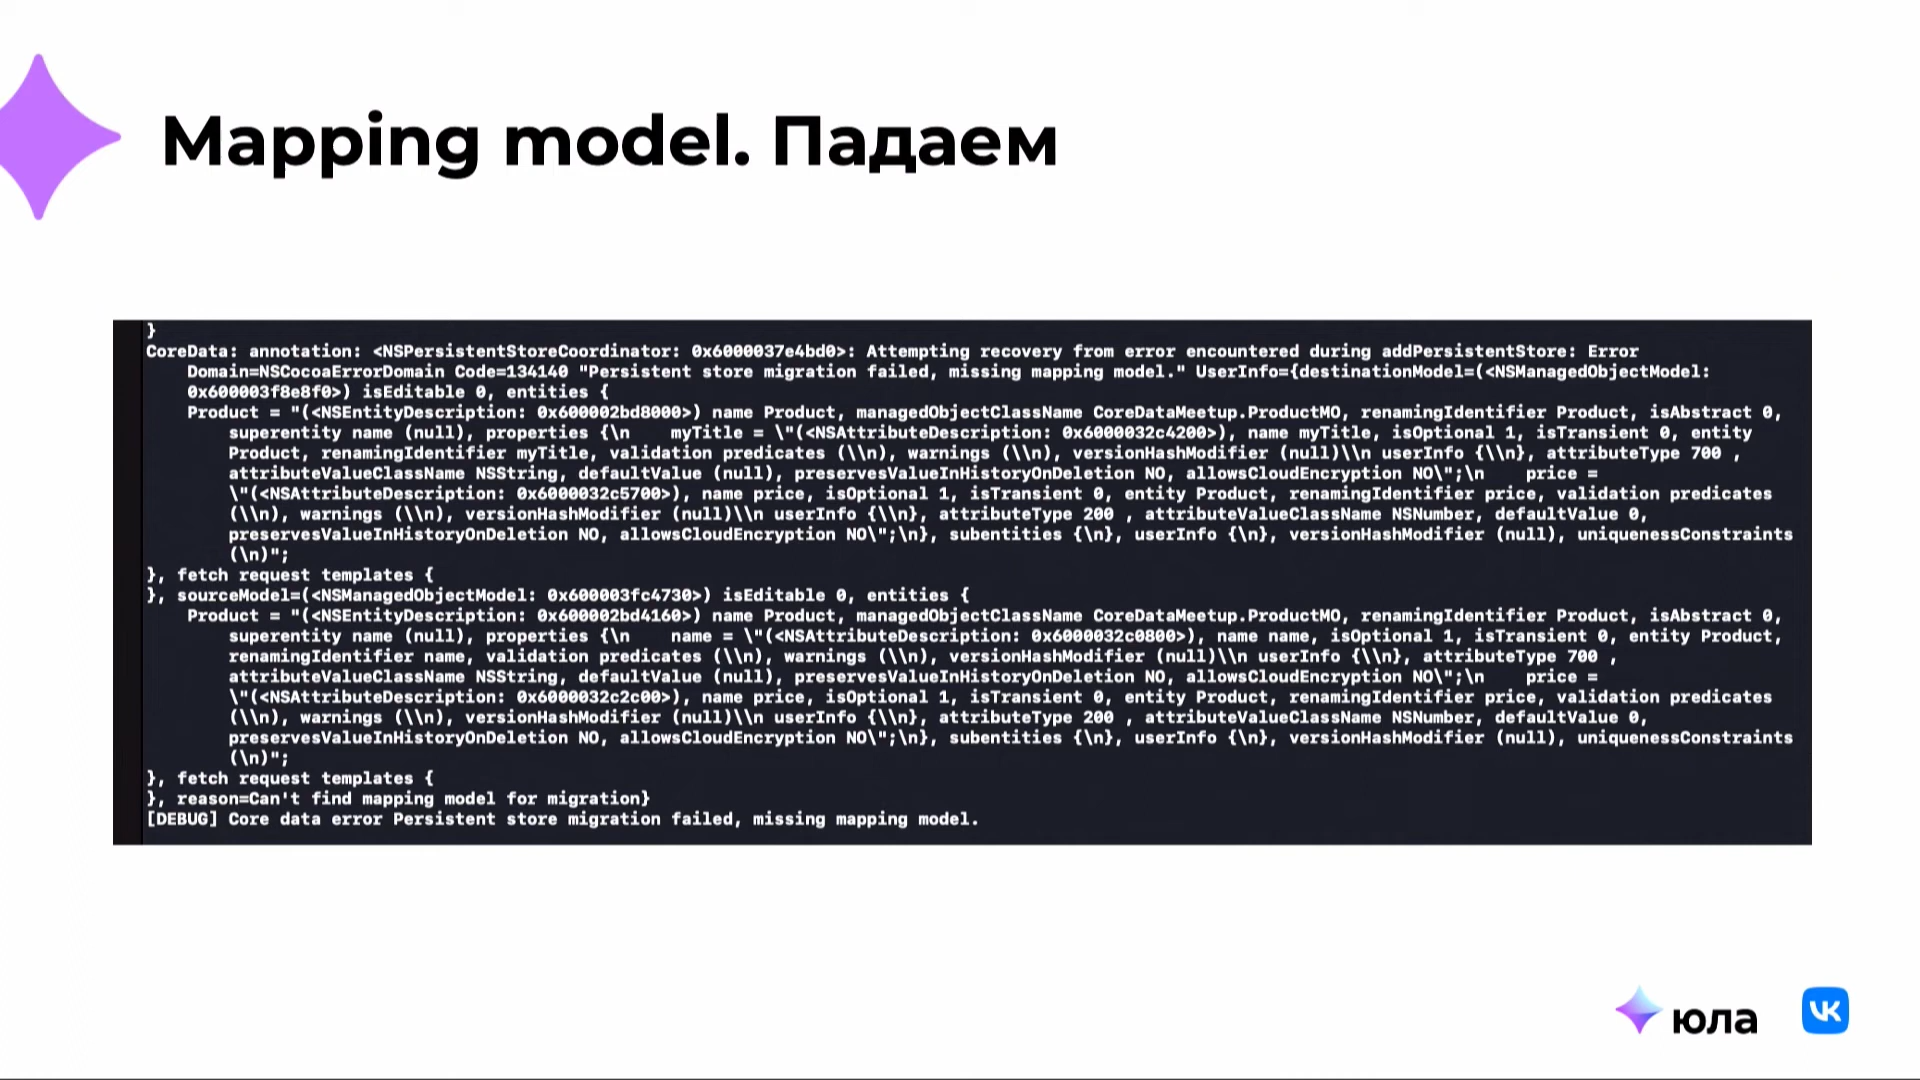 Mapping model. Падаем
}
CoreData: annotation: <NSPersistentStoreCoordinator: 0x6000037e4bd0>: Attempting recovery from error encountered during addPersistentStore: Error
Domain=NSCocoaErrorDomain Code=134140 "Persistent store migration failed, missing mapping model." UserInfo={destinationModel=(<NSManagedObjectModel:
0x600003f8e8f0>) isEditable 0, entities {
Product = "(<NSEntityDescription: 0x600002bd8000>) name Product, managedObjectClassName CoreDataMeetup.ProductMO, renamingIdentifier Product, isAbstract 0,
superentity name (null), properties {\n    myTitle = \"(<NSAttributeDescription: 0x6000032c4200>), name myTitle, isOptional 1, isTransient 0, entity
Product, renamingIdentifier myTitle, validation predicates (\\n), warnings (\\n), versionHashModifier (null)\\n userInfo {\\n}, attributeType 700 ,
attributeValueClassName NSString, defaultValue (null), preservesValueInHistoryOnDeletion NO, allowsCloudEncryption NO\";\n    price =
\"(<NSAttributeDescription: 0x6000032c5700>), name price, isOptional 1, isTransient 0, entity Product, renamingIdentifier price, validation predicates
(\\n), warnings (\\n), versionHashModifier (null)\\n userInfo {\\n}, attributeType 200 , attributeValueClassName NSNumber, defaultValue 0,
preservesValueInHistoryOnDeletion NO, allowsCloudEncryption NO\";\n}, subentities {\n}, userInfo {\n}, versionHashModifier (null), uniquenessConstraints
(\n)";
}, fetch request templates {
}, sourceModel=(<NSManagedObjectModel: 0x600003fc4730>) isEditable 0, entities {
Product = "(<NSEntityDescription: 0x600002bd4160>) name Product, managedObjectClassName CoreDataMeetup.ProductMO, renamingIdentifier Product, isAbstract 0,
superentity name (null), properties {\n    name = \"(<NSAttributeDescription: 0x6000032c0800>), name name, isOptional 1, isTransient 0, entity Product,
renamingIdentifier name, validation predicates (\\n), warnings (\\n), versionHashModifier (null)\\n userInfo {\\n}, attributeType 700 ,
attributeValueClassName NSString, defaultValue (null), preservesValueInHistoryOnDeletion NO, allowsCloudEncryption NO\";\n    price =
\"(<NSAttributeDescription: 0x6000032c2c00>), name price, isOptional 1, isTransient 0, entity Product, renamingIdentifier price, validation predicates
(\\n), warnings (\\n), versionHashModifier (null)\\n userInfo {\\n}, attributeType 200 , attributeValueClassName NSNumber, defaultValue 0,
preservesValueInHistoryOnDeletion NO, allowsCloudEncryption NO\";\n}, subentities {\n}, userInfo {\n}, versionHashModifier (null), uniquenessConstraints
(\n)";
}, fetch request templates {
}, reason=Can't find mapping model for migration}
[DEBUG] Core data error Persistent store migration failed, missing mapping model.
юла VK